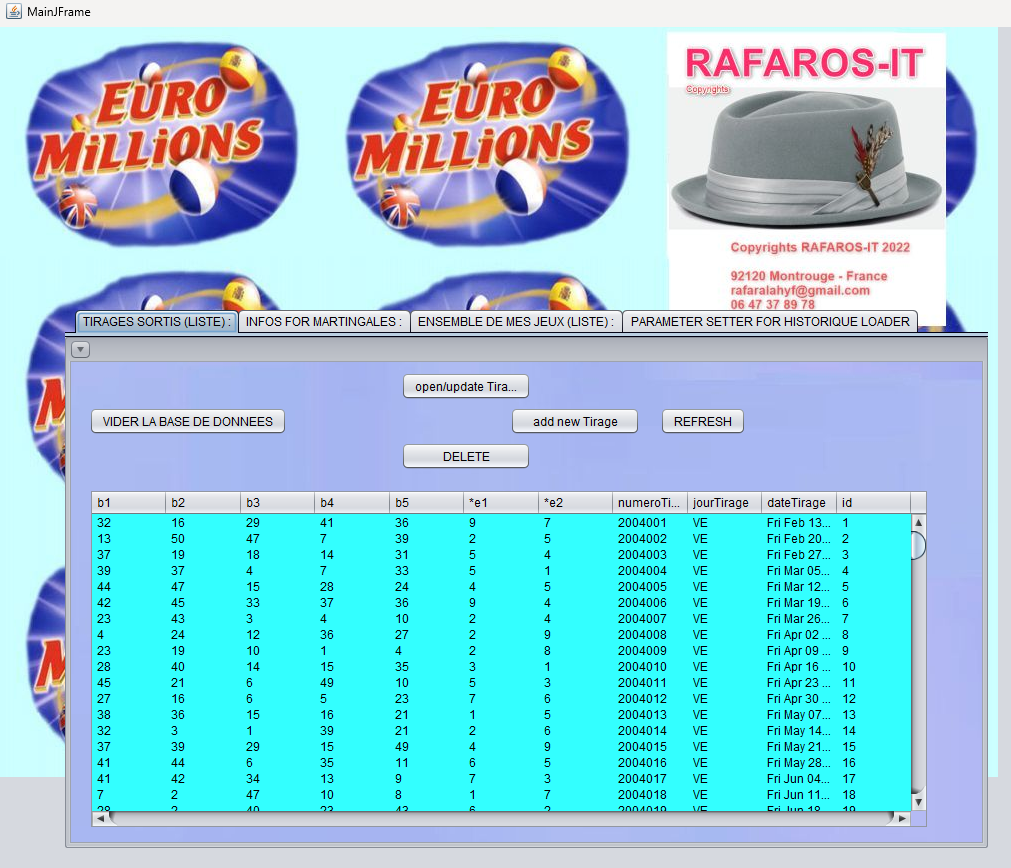 MainJFrame
EURO
MiLLiONS
EURO
MiLLiONS
RAFAROS-IT
Copyrights
Copyrights RAFAROS-IT 2022
92120 Montrouge - France
rafaralahyf@gmail.com
06 47 37 89 78
TIRAGES SORTIS (LISTE) : INFOS FOR MARTINGALES : ENSEMBLE DE MES JEUX (LISTE) : PARAMETER SETTER FOR HISTORIQUE LOADER
open/update Tira...
VIDER LA BASE DE DONNEES add new Tirage REFRESH
DELETE
b1 b2 b3 b4 b5 *e1 *e2 numeroTi... jourTirage dateTirage id
32 16 29 41 36 9 7 2004001 VE Fri Feb 13... 1
13 50 47 7 39 2 5 2004002 VE Fri Feb 20... 2
37 19 18 14 31 5 4 2004003 VE Fri Feb 27... 3
39 37 4 7 33 5 1 2004004 VE Fri Mar 05... 4
44 47 15 28 24 4 5 2004005 VE Fri Mar 12... 5
42 45 33 37 36 9 4 2004006 VE Fri Mar 19... 6
23 43 3 4 10 2 4 2004007 VE Fri Mar 26... 7
4 24 12 36 27 2 9 2004008 VE Fri Apr 02 ... 8
23 19 10 1 4 2 8 2004009 VE Fri Apr 09 ... 9
28 40 14 15 35 3 1 2004010 VE Fri Apr 16 ... 10
45 21 6 49 10 5 3 2004011 VE Fri Apr 23 ... 11
27 16 6 5 23 7 6 2004012 VE Fri Apr 30 ... 12
38 36 15 16 21 1 5 2004013 VE Fri May 07... 13
32 3 1 39 21 2 6 2004014 VE Fri May 14... 14
37 39 29 15 49 4 9 2004015 VE Fri May 21... 15
41 44 6 35 11 6 5 2004016 VE Fri May 28... 16
41 42 34 13 9 7 3 2004017 VE Fri Jun 04... 17
7 2 47 10 8 1 7 2004018 VE Fri Jun 11... 18
28 2 40 23 43 6 2 2004019 VE Fri Jun 18... 19